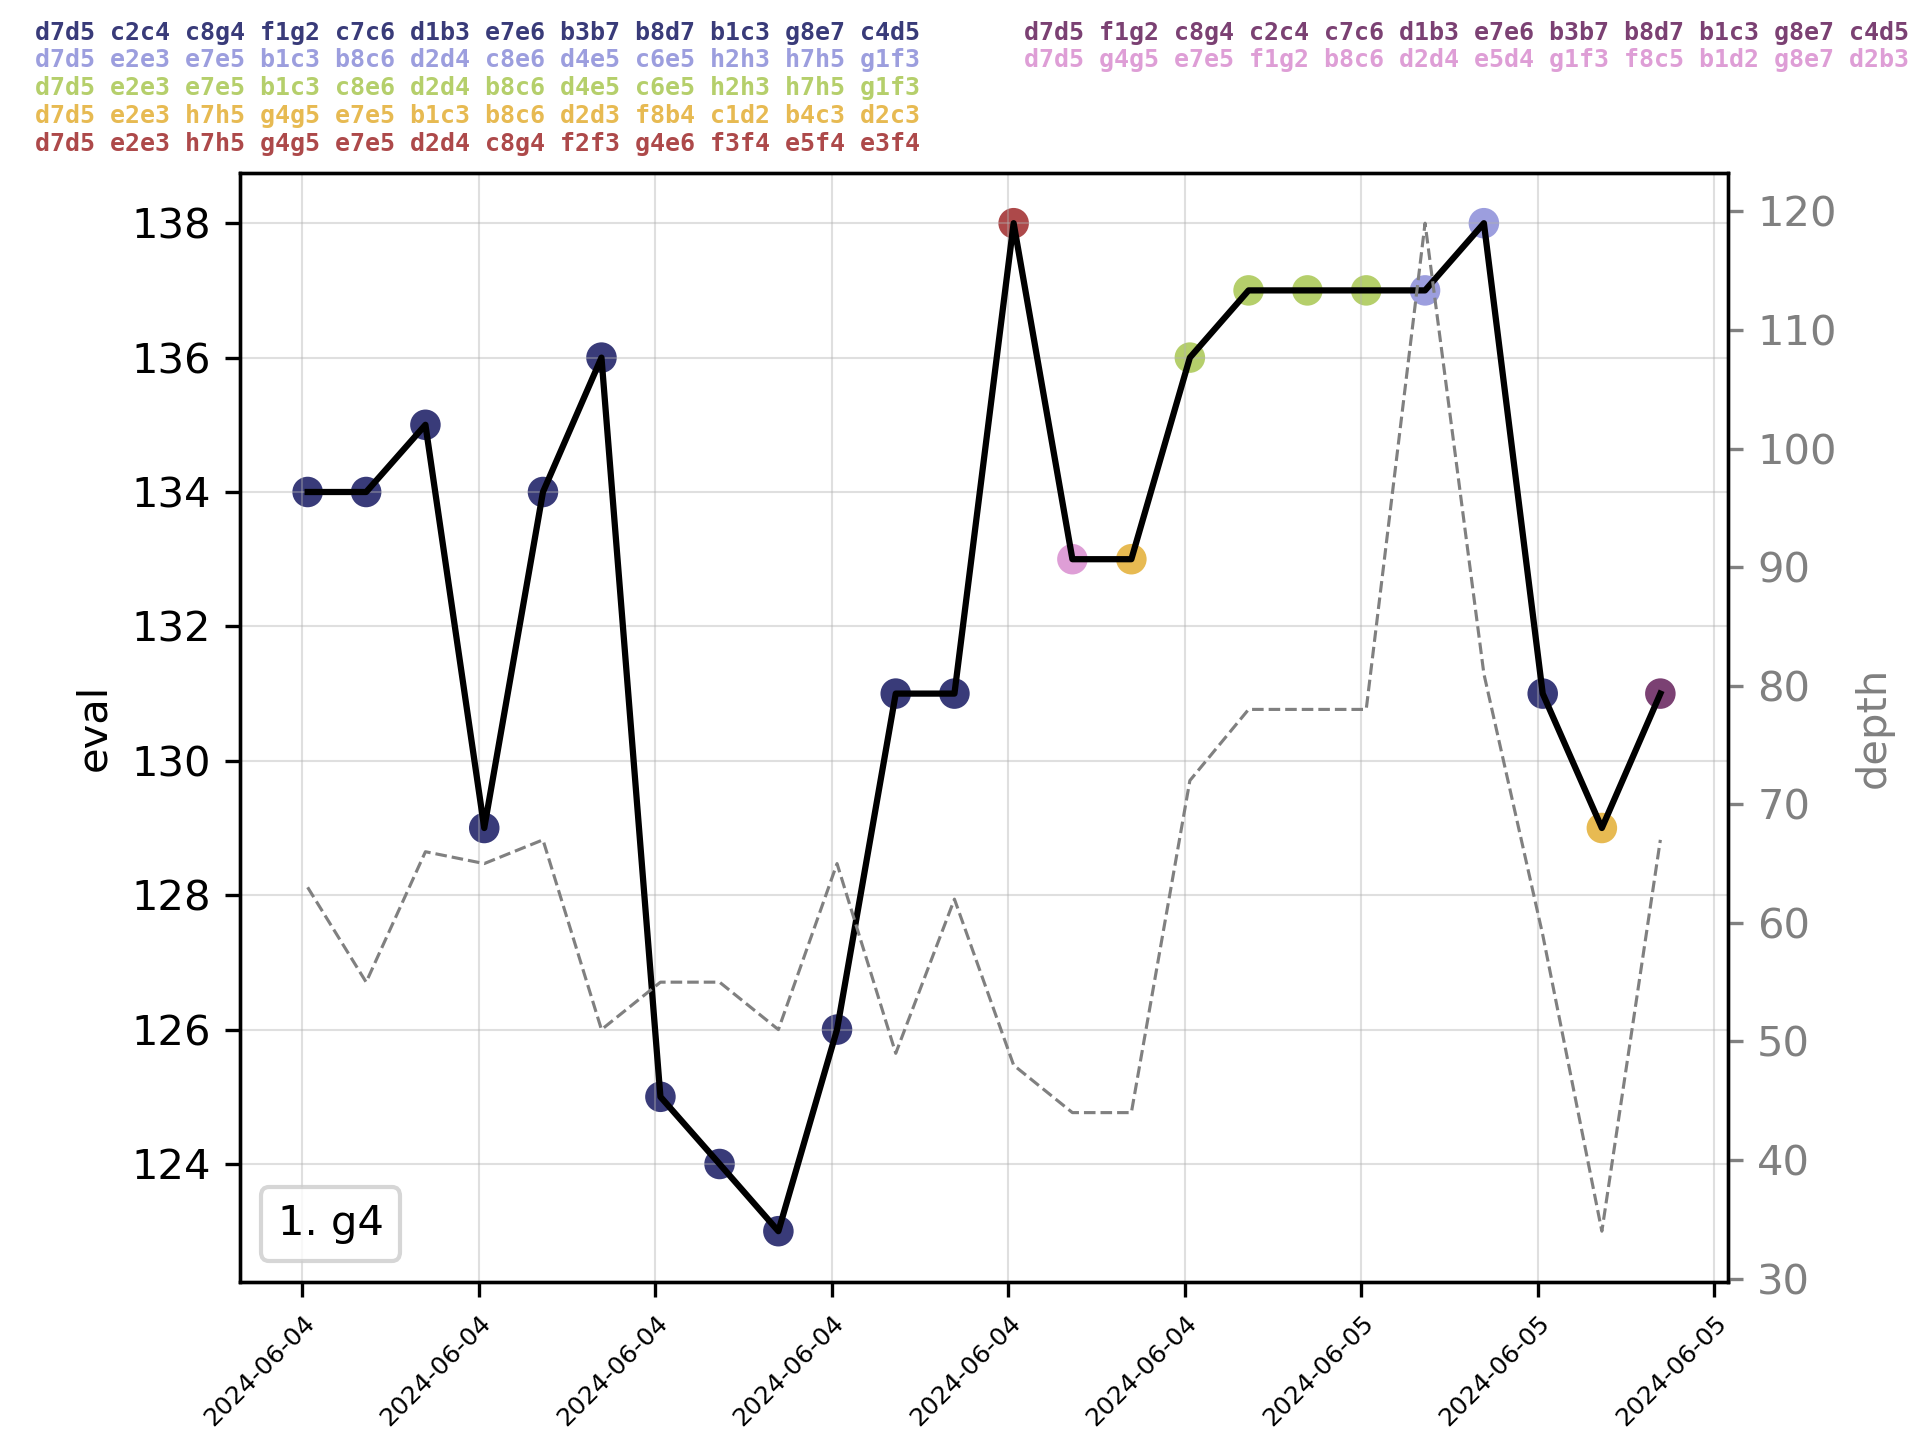 d7d5 c2c4 c8g4 f1g2 c7c6 d1b3 e7e6 b3b7 b8d7 b1c3 g8e7 c4d5
d7d5 e2e3 e7e5 b1c3 b8c6 d2d4 c8e6 d4e5 c6e5 h2h3 h7h5 g1f3
d7d5 e2e3 e7e5 b1c3 c8e6 d2d4 b8c6 d4e5 c6e5 h2h3 h7h5 g1f3
d7d5 e2e3 h7h5 g4g5 e7e5 b1c3 b8c6 d2d3 f8b4 c1d2 b4c3 d2c3
d7d5 e2e3 h7h5 g4g5 e7e5 d2d4 c8g4 f2f3 g4e6 f3f4 e5f4 e3f4
d7d5 f1g2 c8g4 c2c4 c7c6 d1b3 e7e6 b3b7 b8d7 b1c3 g8e7 c4d5
d7d5 g4g5 e7e5 f1g2 b8c6 d2d4 e5d4 g1f3 f8c5 b1d2 g8e7 d2b3
138
136
134
132
130
128
126
124
eval
120
110
100
90
80
70
60
50
40
30
depth
1. g4
2024-06-04
2024-06-04
2024-06-04
2024-06-04
2024-06-04
2024-06-04
2024-06-05
2024-06-05
2024-06-05